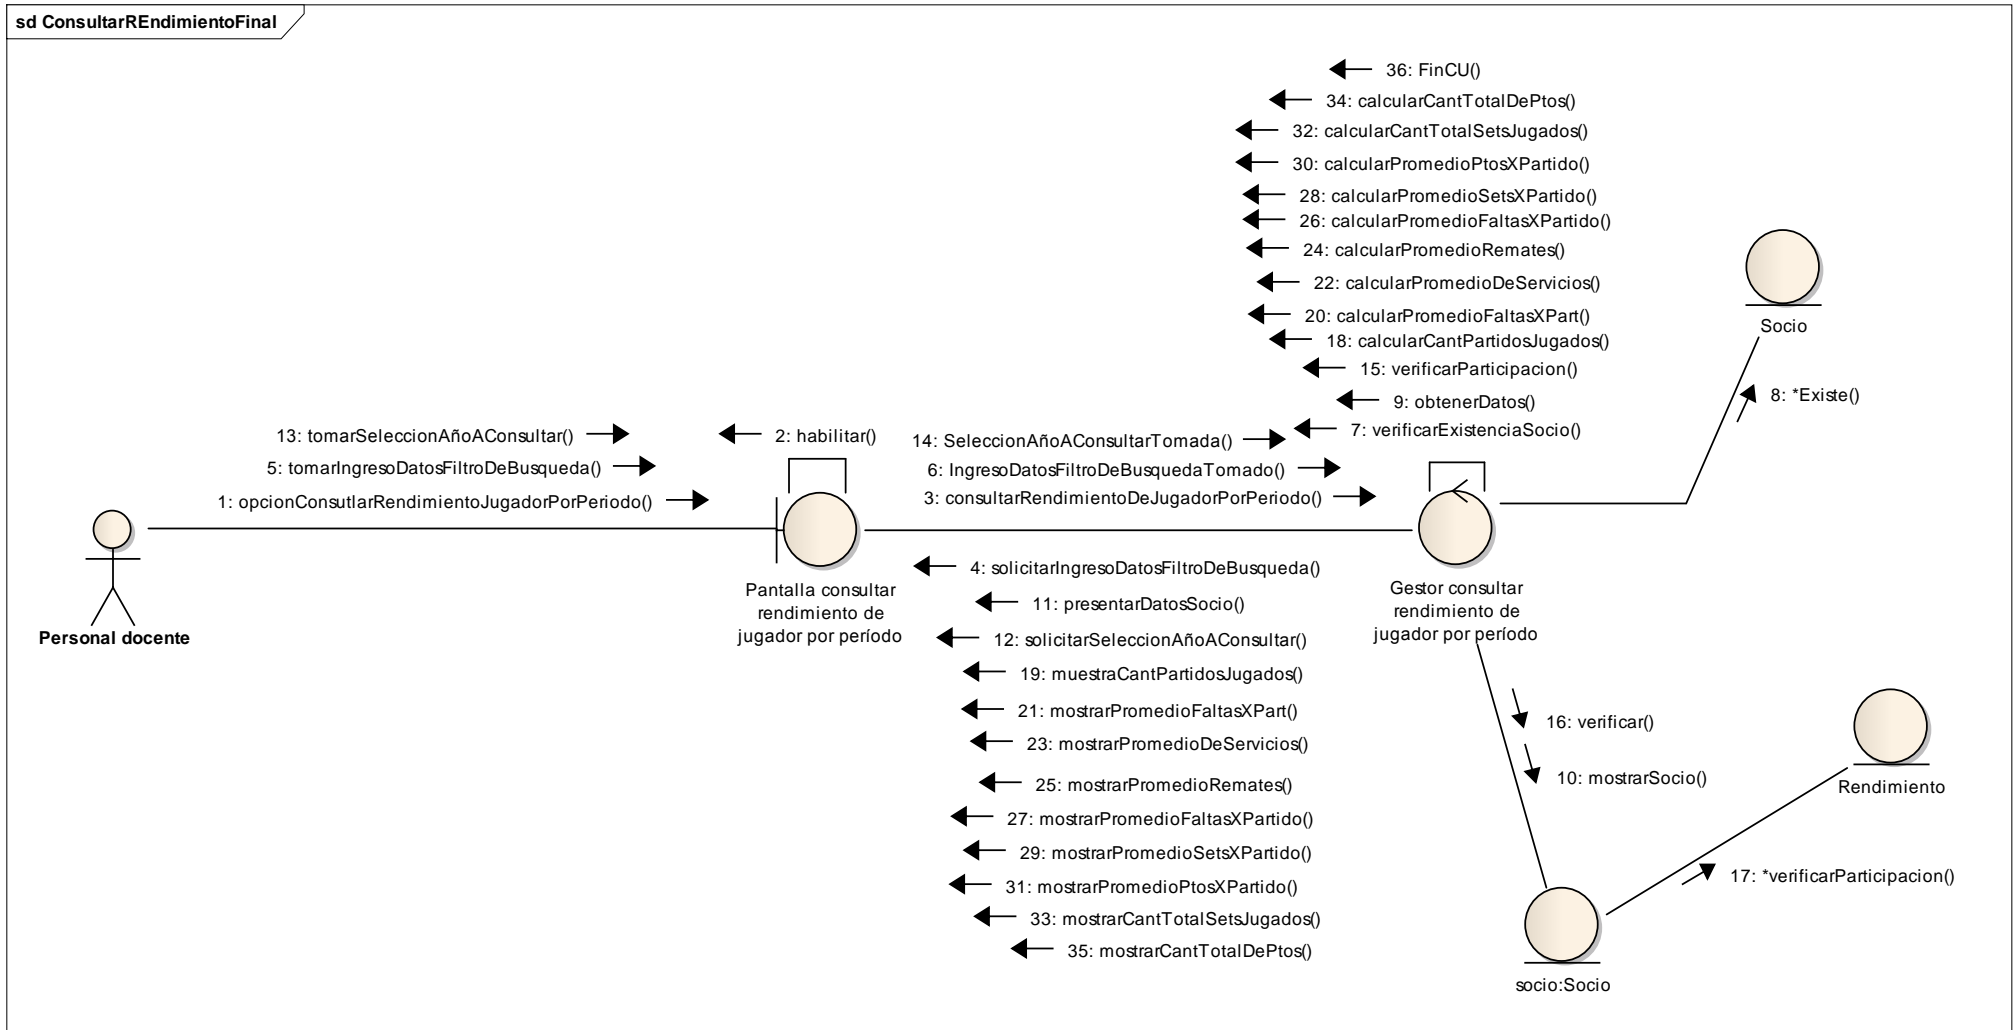 sd ConsultarREndimientoFinal
36: FinCU()
34: calcularCantTotalDePtos()
32: calcularCantTotalSetsJugados()
30: calcularPromedioPtosXPartido()
28: calcularPromedioSetsXPartido()
26: calcularPromedioFaltasXPartido()
24: calcularPromedioRemates()
22: calcularPromedioDeServicios()
20: calcularPromedioFaltasXPart()
18: calcularCantPartidosJugados()
15: verificarParticipacion()
9: obtenerDatos()
7: verificarExistenciaSocio()
Socio
8: *Existe()
13: tomarSeleccionAñoAConsultar()
5: tomarIngresoDatosFiltroDeBusqueda()
1: opcionConsutlarRendimientoJugadorPorPeriodo()
2: habilitar()
14: SeleccionAñoAConsultarTomada()
6: IngresoDatosFiltroDeBusquedaTomado()
3: consultarRendimientoDeJugadorPorPeriodo()
Personal docente
Pantalla consultar
rendimiento de
jugador por período
Gestor consultar
rendimiento de
jugador por período
4: solicitarIngresoDatosFiltroDeBusqueda()
11: presentarDatosSocio()
12: solicitarSeleccionAñoAConsultar()
19: muestraCantPartidosJugados()
21: mostrarPromedioFaltasXPart()
23: mostrarPromedioDeServicios()
25: mostrarPromedioRemates()
27: mostrarPromedioFaltasXPartido()
29: mostrarPromedioSetsXPartido()
31: mostrarPromedioPtosXPartido()
33: mostrarCantTotalSetsJugados()
35: mostrarCantTotalDePtos()
16: verificar()
10: mostrarSocio()
Rendimiento
17: *verificarParticipacion()
socio:Socio